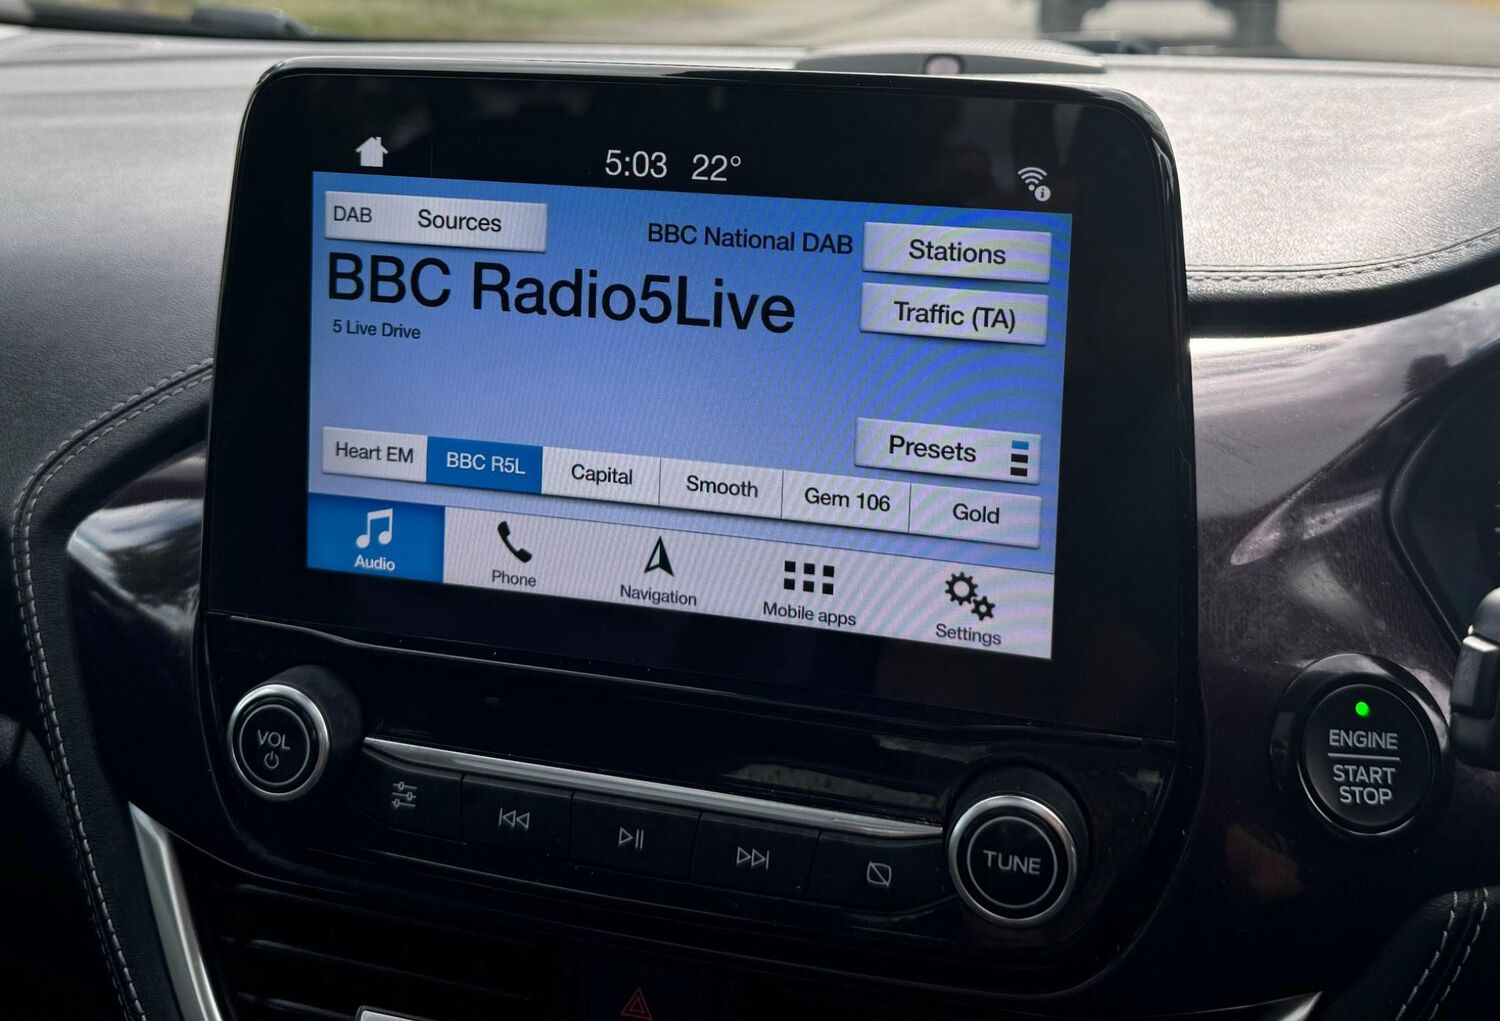 5:03 22°
DAB Sources
BBC National DAB
Stations
BBC Radio5Live
Traffic (TA)
5 Live Drive
Presets
Heart EM
BBC R5L
Capital
Smooth
Gem 106
Gold
Audio
Phone
Navigation
Mobile apps
Settings
VOL
TUNE
ENGINE
START
STOP